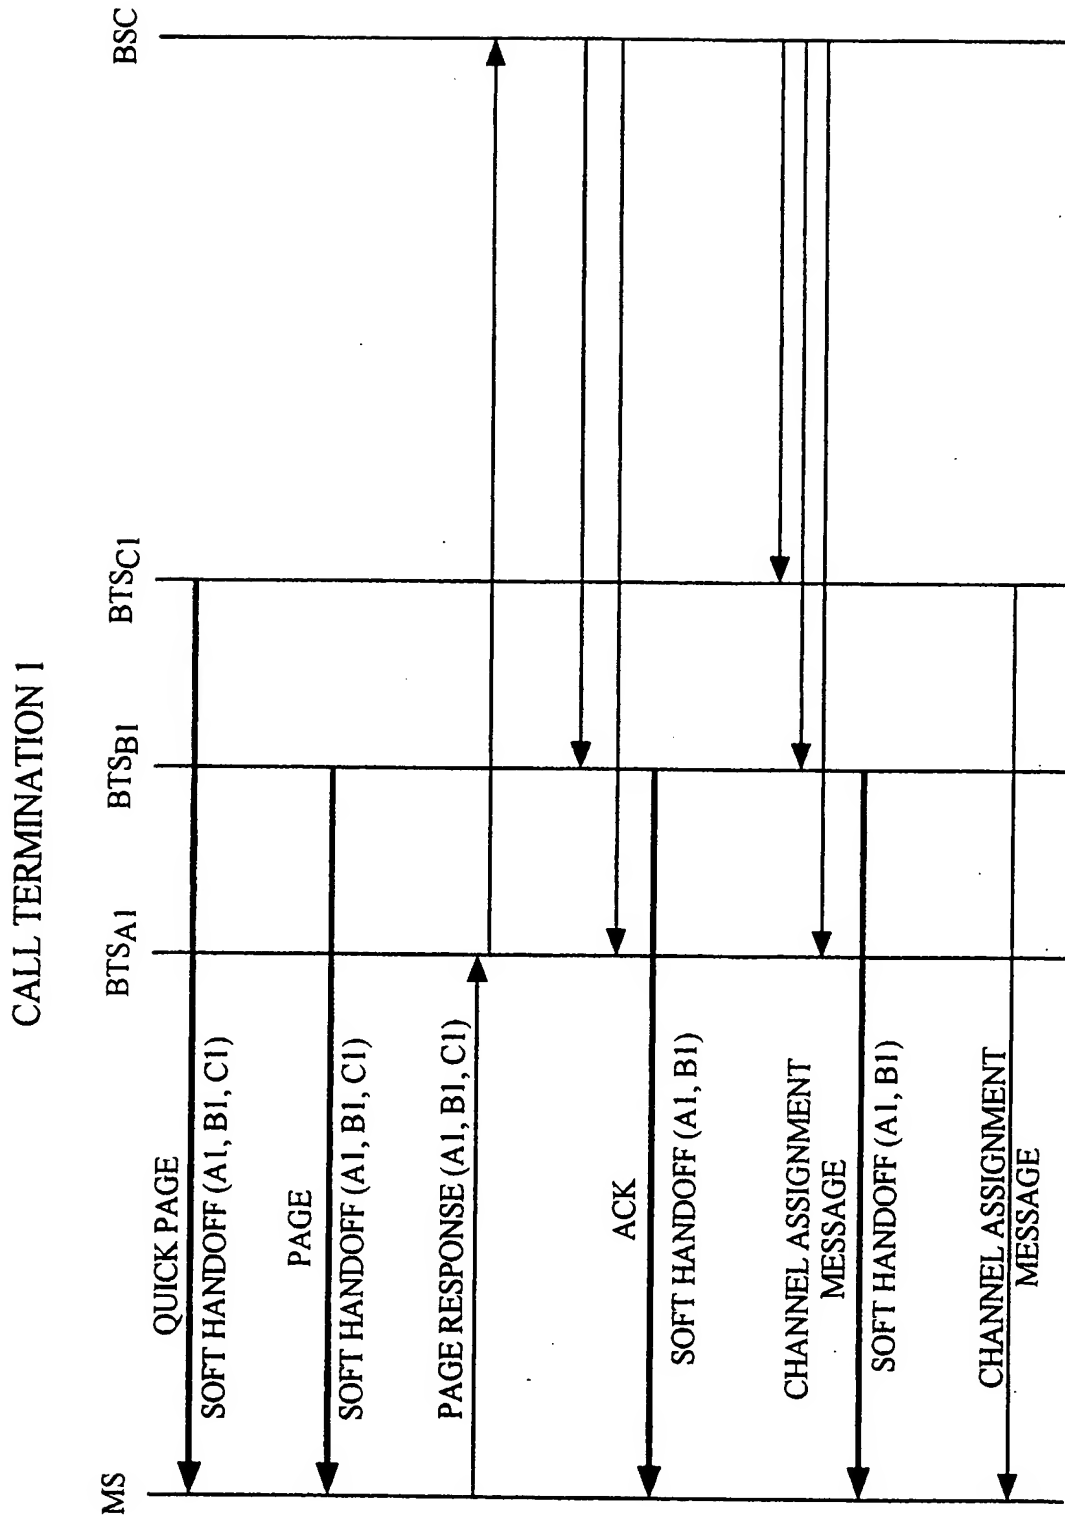 CALL TERMINATION 1
MS
BTSA1
BTSB1
BTSC1
BSC
QUICK PAGE
SOFT HANDOFF (A1, B1, C1)
PAGE
SOFT HANDOFF (A1, B1, C1)
PAGE RESPONSE (A1, B1, C1)
ACK
SOFT HANDOFF (A1, B1)
CHANNEL ASSIGNMENT
MESSAGE
SOFT HANDOFF (A1, B1)
CHANNEL ASSIGNMENT
MESSAGE